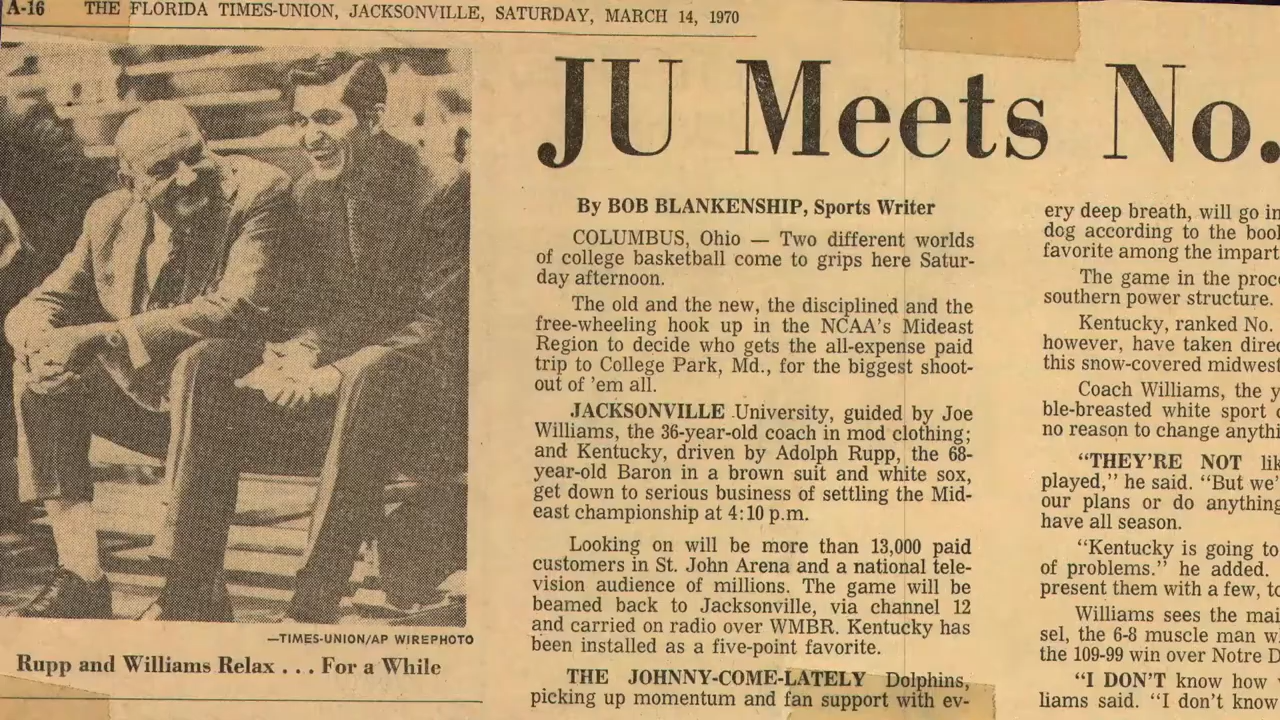 A-16 THE FLORIDA TIMES-UNION, JACKSONVILLE, SATURDAY, MARCH 14, 1970
JU Meets No.
—TIMES-UNION/AP WIREPHOTO
Rupp and Williams Relax . . . For a While
By BOB BLANKENSHIP, Sports Writer
COLUMBUS, Ohio — Two different worlds
of college basketball come to grips here Satur-
day afternoon.
The old and the new, the disciplined and the
free-wheeling hook up in the NCAA's Mideast
Region to decide who gets the all-expense paid
trip to College Park, Md., for the biggest shoot-
out of 'em all.
JACKSONVILLE University, guided by Joe
Williams, the 36-year-old coach in mod clothing;
and Kentucky, driven by Adolph Rupp, the 68-
year-old Baron in a brown suit and white sox,
get down to serious business of settling the Mid-
east championship at 4:10 p.m.
Looking on will be more than 13,000 paid
customers in St. John Arena and a national tele-
vision audience of millions. The game will be
beamed back to Jacksonville, via channel 12
and carried on radio over WMBR. Kentucky has
been installed as a five-point favorite.
THE JOHNNY-COME-LATELY Dolphins,
picking up momentum and fan support with ev-
ery deep breath, will go in
dog according to the
favorite among the
The game in the
southern power structure.
Kentucky, ranked No.
however, have taken
this snow-covered
Coach Williams, the
ble-breasted white sport
no reason to change
"THEY'RE NOT
played," he said. "But
our plans or do anything
have all season.
"Kentucky is going to
of problems." he added.
present them with a few,
Williams sees the
sel, the 6-8 muscle man
the 109-99 win over Notre
"I DON'T know how
liams said. "I don't know